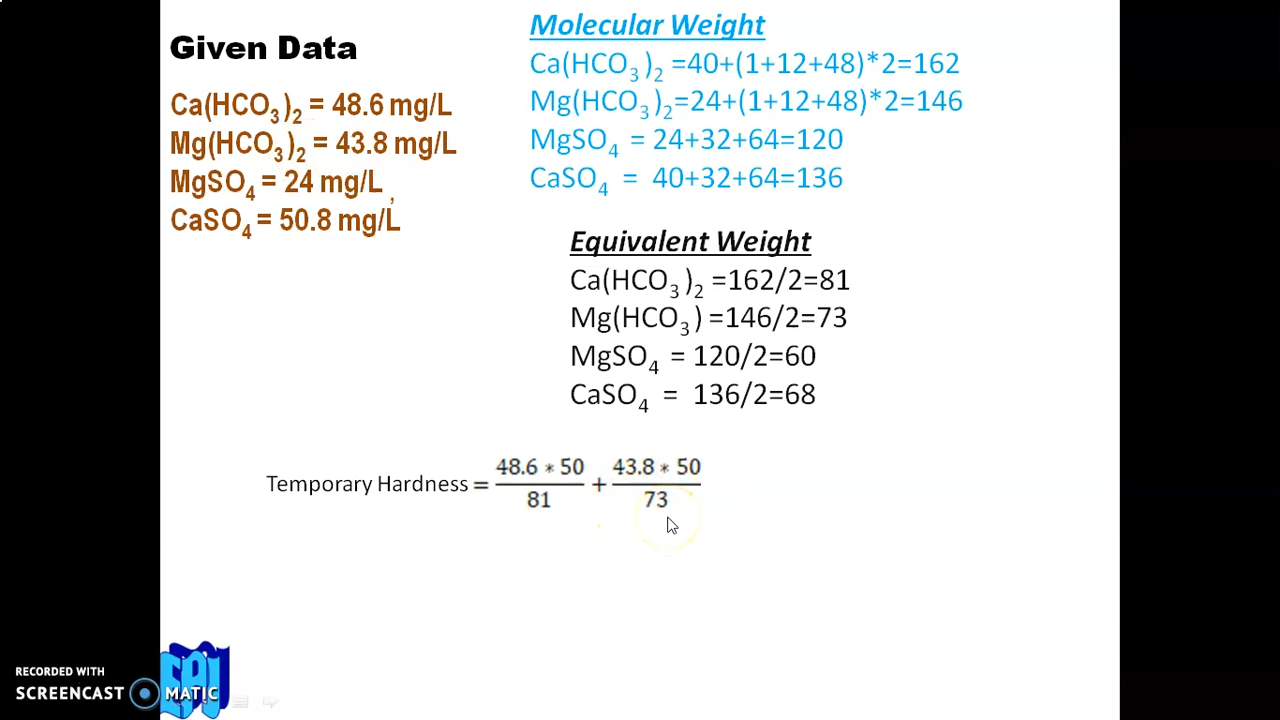 Given Data
Ca(HCO₃)₂ = 48.6 mg/L
Mg(HCO₃)₂ = 43.8 mg/L
MgSO₄ = 24 mg/L ,
CaSO₄ = 50.8 mg/L
Molecular Weight
Ca(HCO₃)₂ =40+(1+12+48)*2=162
Mg(HCO₃)₂=24+(1+12+48)*2=146
MgSO₄ = 24+32+64=120
CaSO₄ = 40+32+64=136
Equivalent Weight
Ca(HCO₃)₂ =162/2=81
Mg(HCO₃) =146/2=73
MgSO₄ = 120/2=60
CaSO₄ = 136/2=68
Temporary Hardness = 48.6 * 50 / 81 + 43.8 * 50 / 73
RECORDED WITH
SCREENCAST MATIC